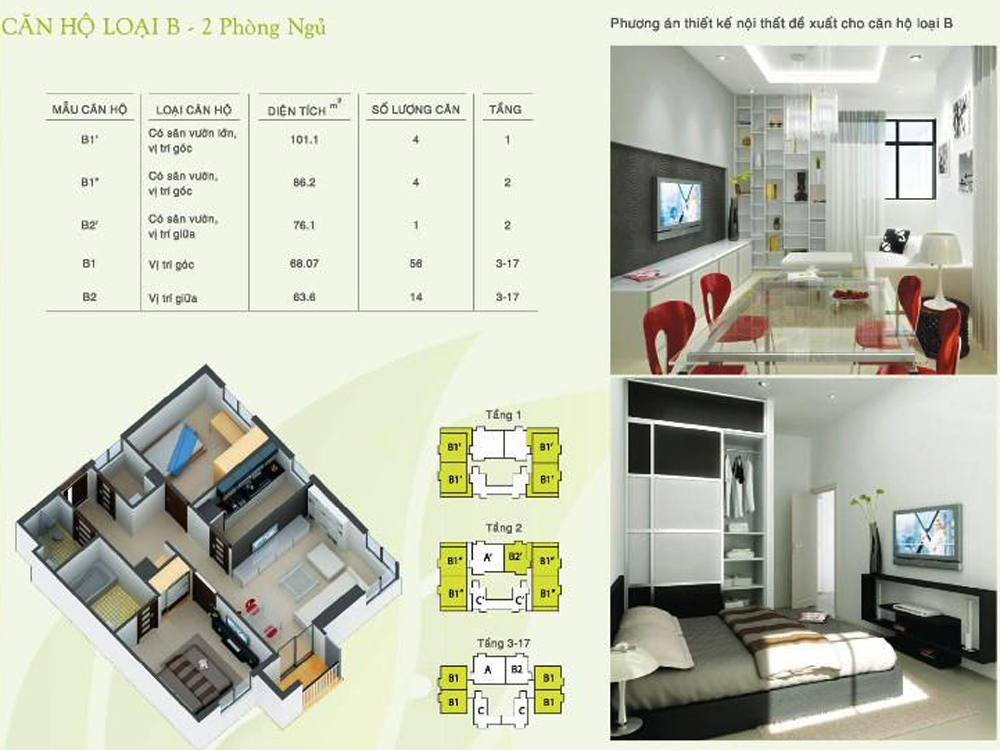 CĂN HỘ LOẠI B - 2 Phòng Ngủ
Phương án thiết kế nội thất đề xuất cho căn hộ loại B
MẪU CĂN HỘ LOẠI CĂN HỘ DIỆN TÍCH m² SỐ LƯỢNG CĂN TẦNG
B1' Có sân vườn lớn, 101.1 4 1
vị trí góc
B1" Có sân vườn, 86.2 4 2
vị trí góc
B2' Có sân vườn, 76.1 1 2
vị trí giữa
B1 Vị trí góc 68.07 56 3-17
B2 Vị trí giữa 63.6 14 3-17
Tầng 1
B1' B1'
B1' B1'
Tầng 2
B1" A' B2' B1"
B1" C' C' B1"
Tầng 3-17
B1 A B2 B1
B1 C C B1